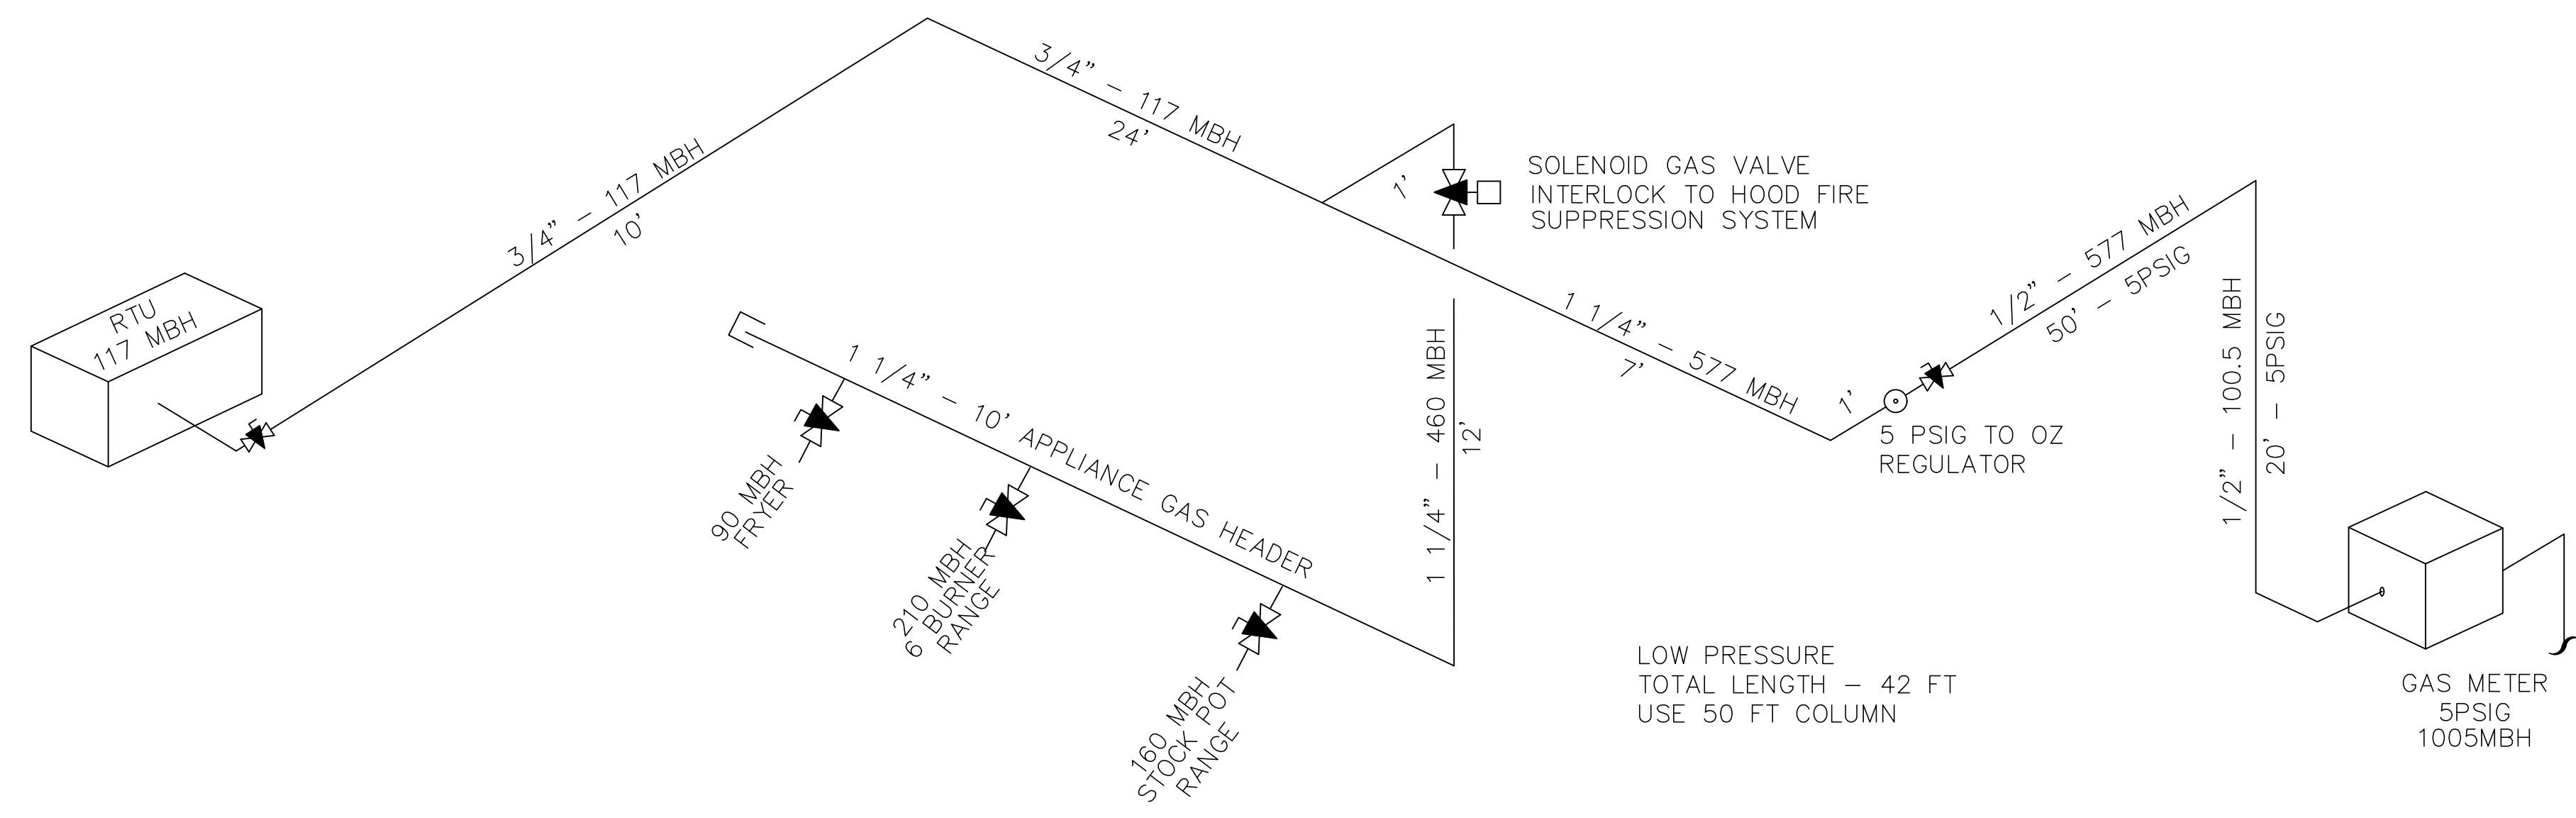 3/4" – 117 MBH
24'
3/4" – 117 MBH
10'
RTU
117 MBH
1'
SOLENOID GAS VALVE
INTERLOCK TO HOOD FIRE
SUPPRESSION SYSTEM
1 1/4" – 577 MBH
7'
1'
5 PSIG TO OZ
REGULATOR
1/2" – 577 MBH
50' – 5PSIG
1/2" – 100.5 MBH
20' – 5PSIG
1 1/4" – 460 MBH
12'
1 1/4" – 10' APPLIANCE GAS HEADER
90 MBH
FRYER
210 MBH
6 BURNER
RANGE
160 MBH
STOCK POT
RANGE
LOW PRESSURE
TOTAL LENGTH – 42 FT
USE 50 FT COLUMN
GAS METER
5PSIG
1005MBH